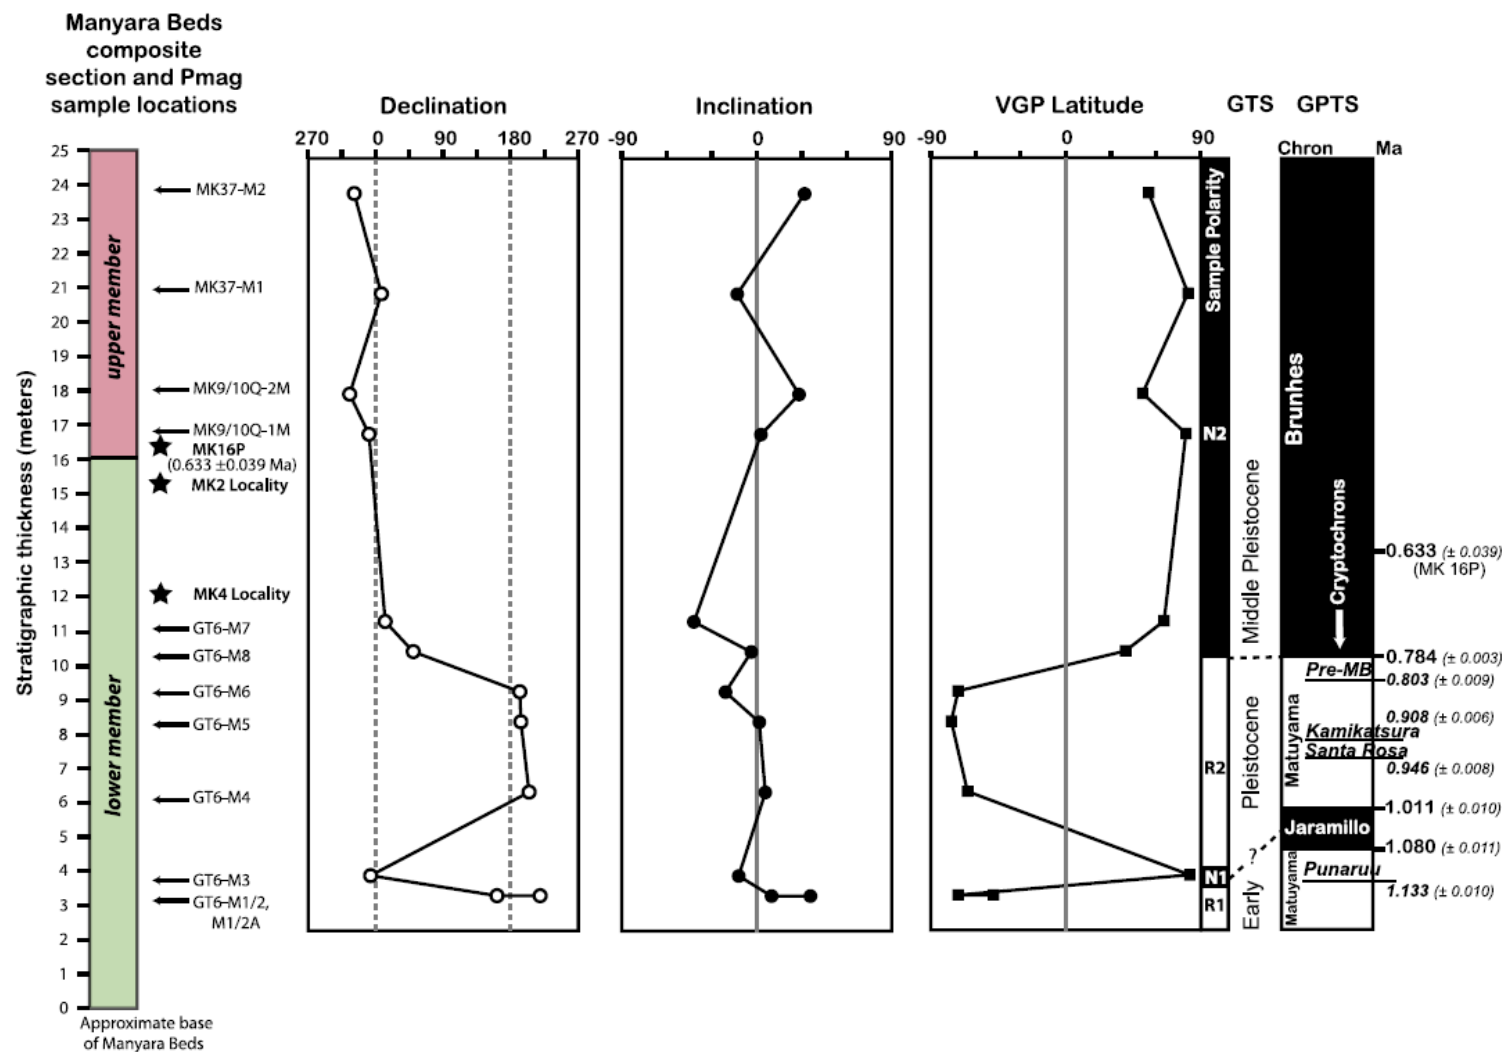 Manyara Beds
composite
section and Pmag
sample locations
Declination
Inclination
VGP Latitude
GTS
GPTS
270 0 90 180 270
-90 0 90
-90 0 90
Chron
Ma
Stratigraphic thickness (meters)
25
24
23
22
21
20
19
18
17
16
15
14
13
12
11
10
9
8
7
6
5
4
3
2
1
0
upper member
lower member
MK37-M2
MK37-M1
MK9/10Q-2M
MK9/10Q-1M
MK16P
(0.633 ±0.039 Ma)
MK2 Locality
MK4 Locality
GT6-M7
GT6-M8
GT6-M6
GT6-M5
GT6-M4
GT6-M3
GT6-M1/2,
M1/2A
Approximate base
of Manyara Beds
Sample Polarity
N2
R2
N1
R1
Middle Pleistocene
Early ? Pleistocene
Brunhes
Cryptochrons
Matuyama
Jaramillo
Matuyama
Pre-MB
Kamikatsura
Santa Rosa
Punaruu
0.633 (± 0.039)
(MK 16P)
0.784 (± 0.003)
0.803 (± 0.009)
0.908 (± 0.006)
0.946 (± 0.008)
1.011 (± 0.010)
1.080 (± 0.011)
1.133 (± 0.010)